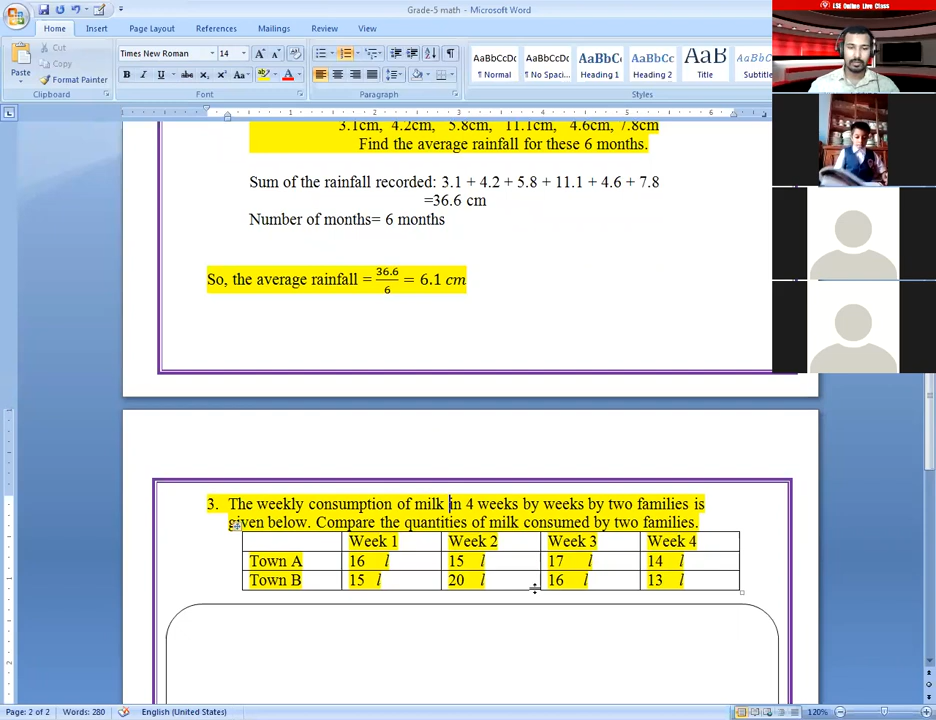 Grade-5 math - Microsoft Word
LSI Online Live Class
Home Insert Page Layout References Mailings Review View
Cut
Copy
Paste
Format Painter
Clipboard
Times New Roman 14
Font
Paragraph
AaBbCcDc AaBbCcDc AaBbCc AaBbCc AaB AaBbCc.
¶ Normal ¶ No Spaci... Heading 1 Heading 2 Title Subtitle
Styles
3.1cm, 4.2cm, 5.8cm, 11.1cm, 4.6cm, 7.8cm
Find the average rainfall for these 6 months.
Sum of the rainfall recorded: 3.1 + 4.2 + 5.8 + 11.1 + 4.6 + 7.8
=36.6 cm
Number of months= 6 months
So, the average rainfall = 36.6/6 = 6.1 cm
3. The weekly consumption of milk in 4 weeks by weeks by two families is
given below. Compare the quantities of milk consumed by two families.
Week 1 Week 2 Week 3 Week 4
Town A 16 l 15 l 17 l 14 l
Town B 15 l 20 l 16 l 13 l
Page: 2 of 2 Words: 280 English (United States) 120%